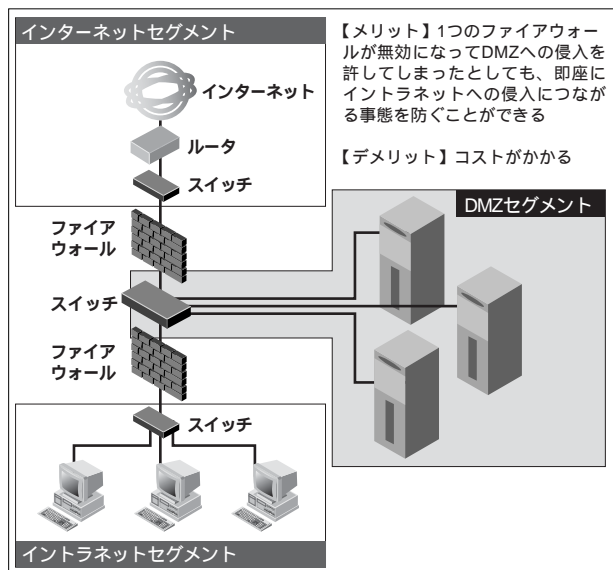 インターネットセグメント
インターネット
ルータ
スイッチ
【メリット】1つのファイアウォー
ルが無効になってDMZへの侵入を
許してしまったとしても、即座に
イントラネットへの侵入につなが
る事態を防ぐことができる
【デメリット】コストがかかる
DMZセグメント
ファイア
ウォール
スイッチ
ファイア
ウォール
スイッチ
イントラネットセグメント